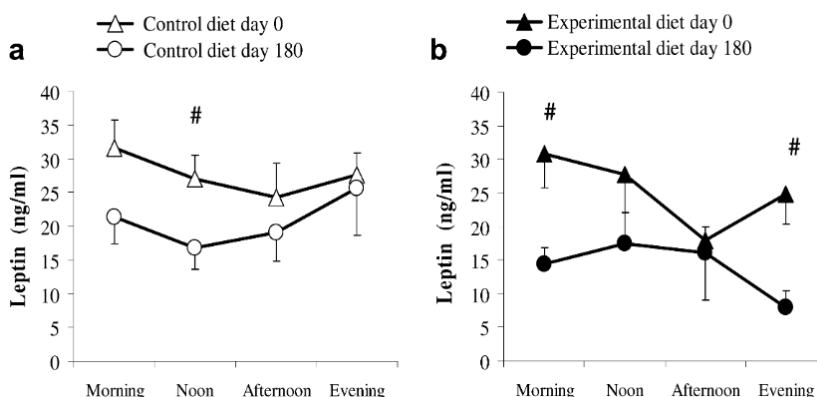 Control diet day 0
Control diet day 180
a
Leptin (ng/ml)
40
35
30
25
20
15
10
5
0
#
Morning Noon Afternoon Evening
Experimental diet day 0
Experimental diet day 180
b
Leptin (ng/ml)
40
35
30
25
20
15
10
5
0
#
#
Morning Noon Afternoon Evening